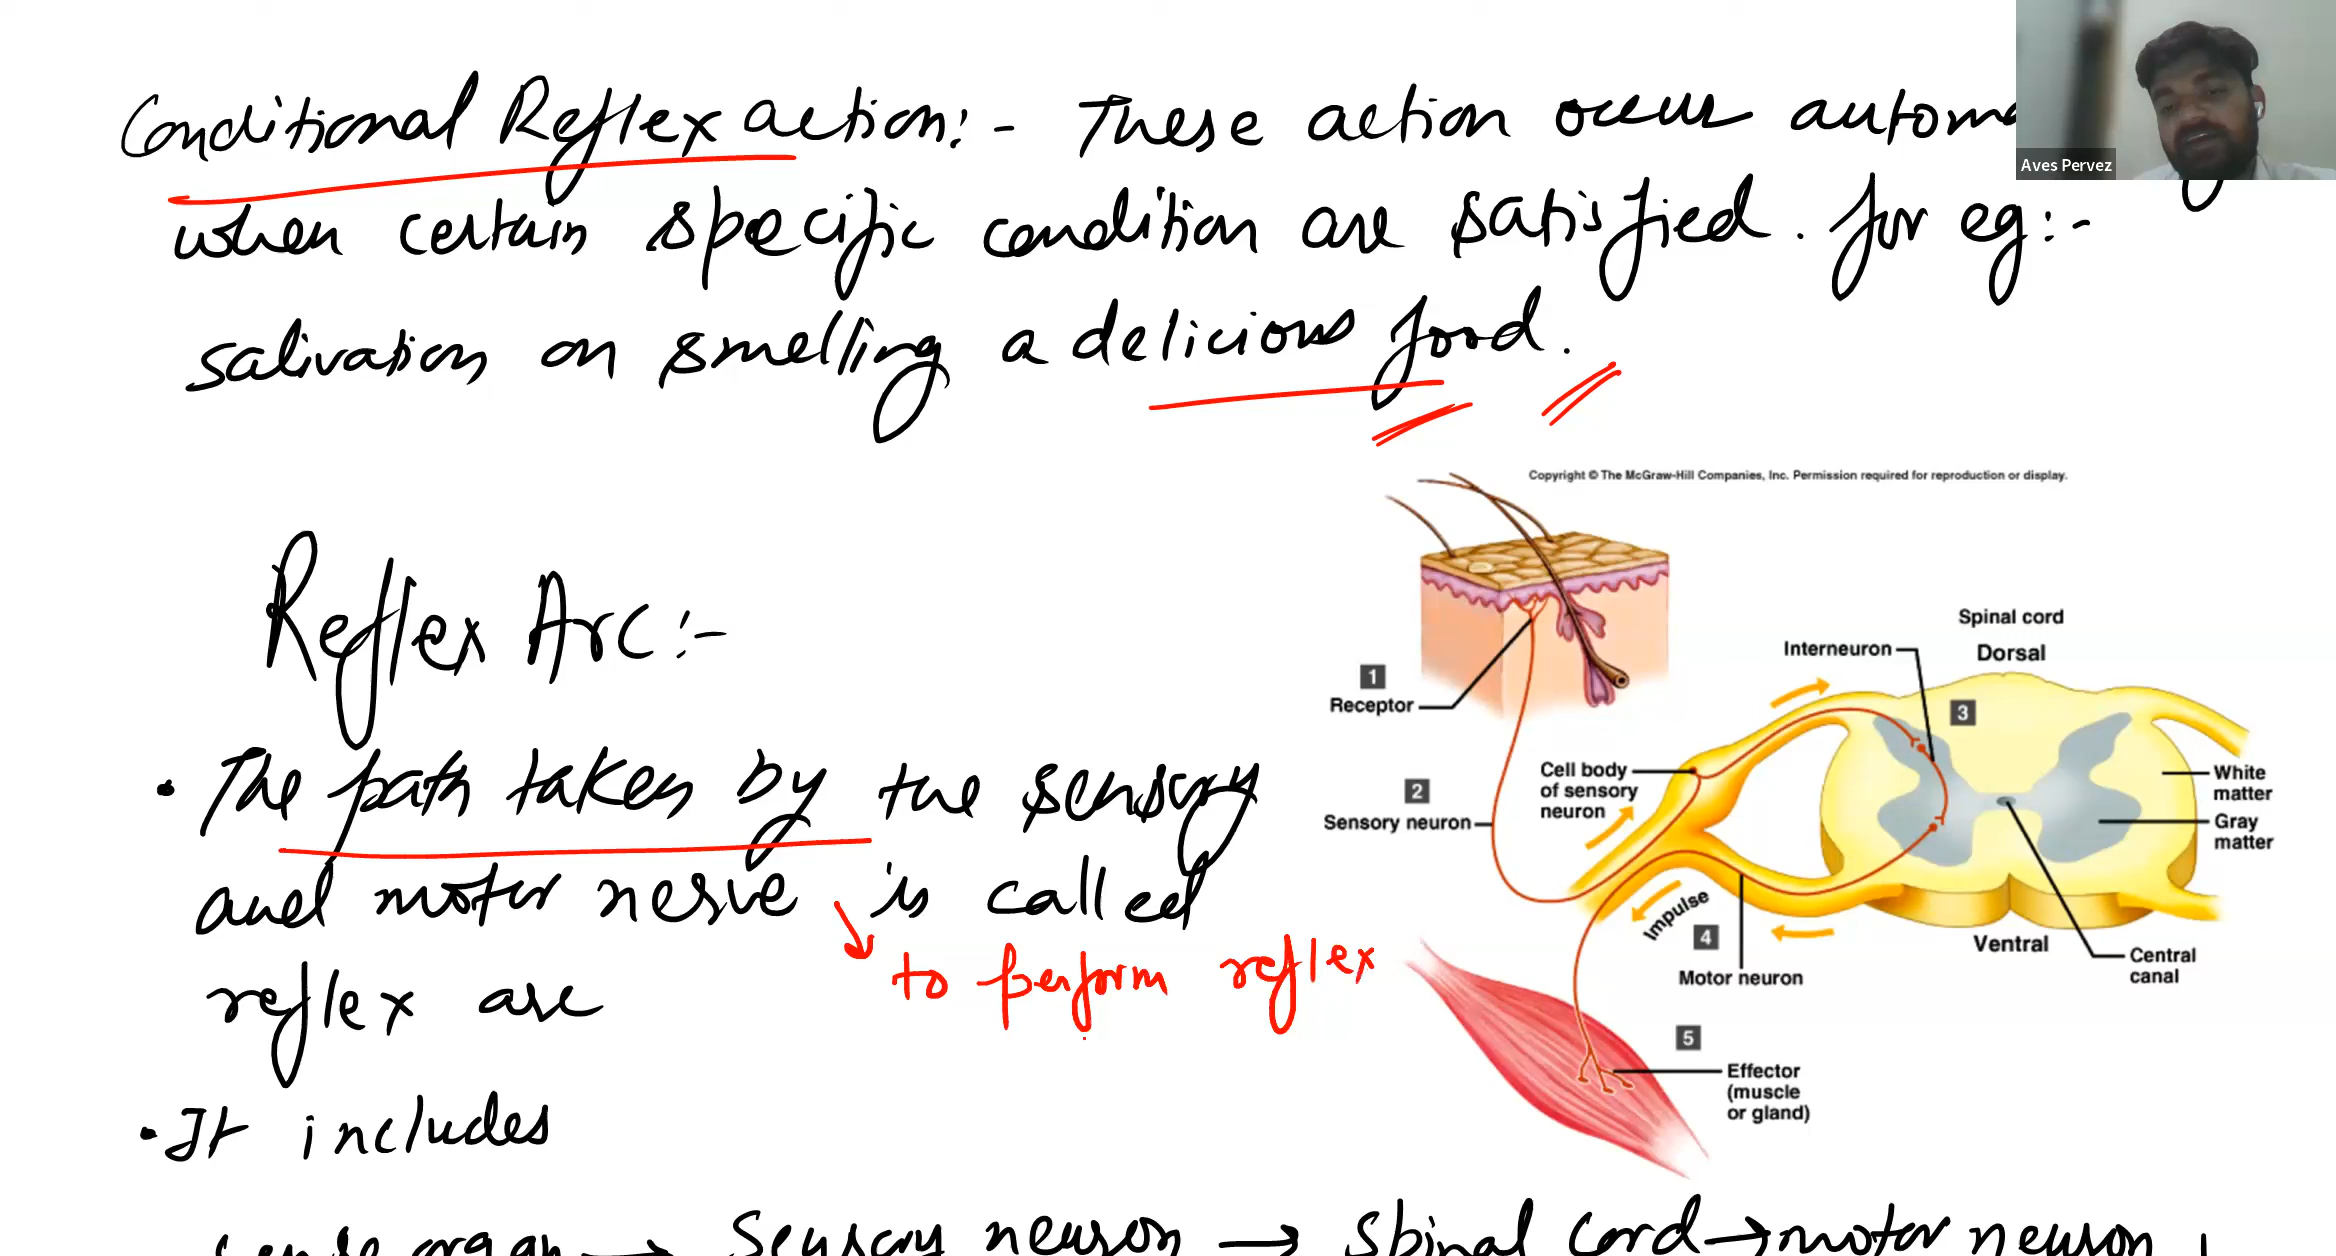 Conditional Reflex action:- These action occur automa
Aves Pervez
when certain specific condition are satisfied. for eg:-
salivation on smelling a delicious food.
Copyright © The McGraw-Hill Companies, Inc. Permission required for reproduction or display.
Reflex Arc:-
Spinal cord
Dorsal
Interneuron
1
Receptor
3
• The path taken by the sensory
and motor nerve is called
to perform reflex
reflex arc
2
Sensory neuron
Cell body
of sensory
neuron
White
matter
Gray
matter
Impulse
4
Motor neuron
Ventral
Central
canal
5
Effector
(muscle
or gland)
• It includes
sense organ → Sensory neuron → Spinal cord → motor neuron